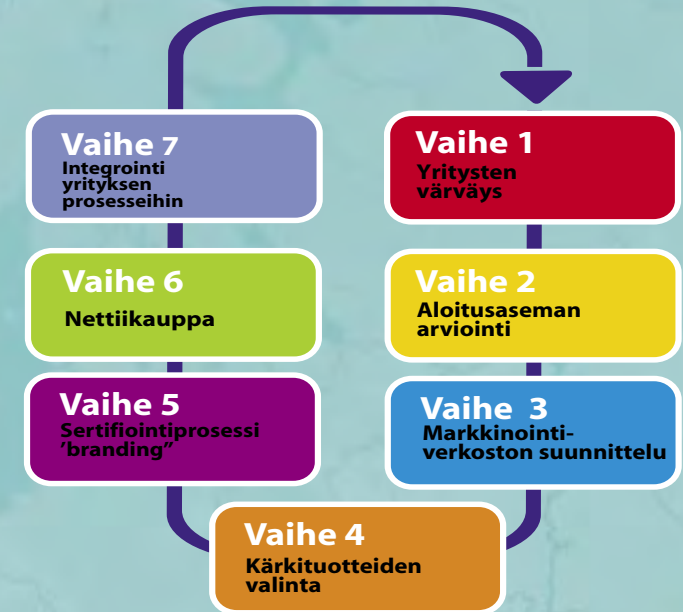 Vaihe 7
Integrointi
yrityksen
prosesseihin
Vaihe 1
Yritysten
värväys
Vaihe 6
Nettiikauppa
Vaihe 2
Aloitusaseman
arviointi
Vaihe 5
Sertifiointiprosessi
'branding"
Vaihe 3
Markkinointi-
verkoston suunnittelu
Vaihe 4
Kärkituotteiden
valinta